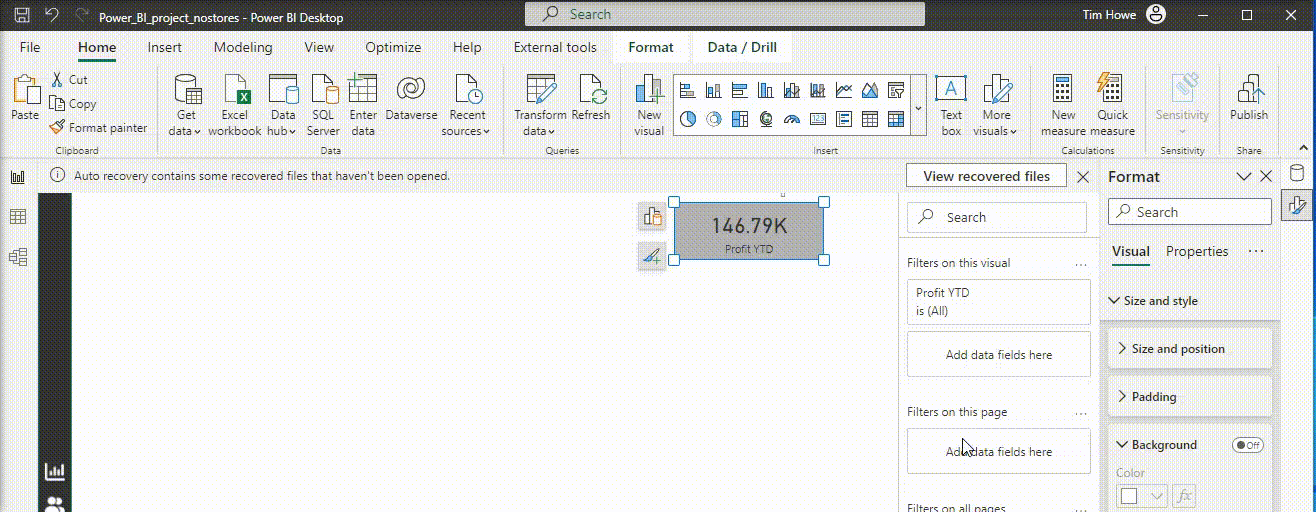 Power_BI_project_nostores - Power BI Desktop
Search
Tim Howe
File Home Insert Modeling View Optimize Help External tools Format Data / Drill
Paste
Cut
Copy
Format painter
Clipboard
Get data
Excel workbook
Data hub
SQL Server
Enter data
Dataverse
Recent sources
Data
Transform data
Refresh
Queries
New visual
Text box
More visuals
Insert
New measure
Quick measure
Calculations
Sensitivity
Sensitivity
Publish
Share
Auto recovery contains some recovered files that haven't been opened.
View recovered files
146.79K
Profit YTD
Search
Filters on this visual
Profit YTD
is (All)
Add data fields here
Filters on this page
Add data fields here
Filters on all pages
Format
Search
Visual Properties
Size and style
Size and position
Padding
Background
Off
Color
fx